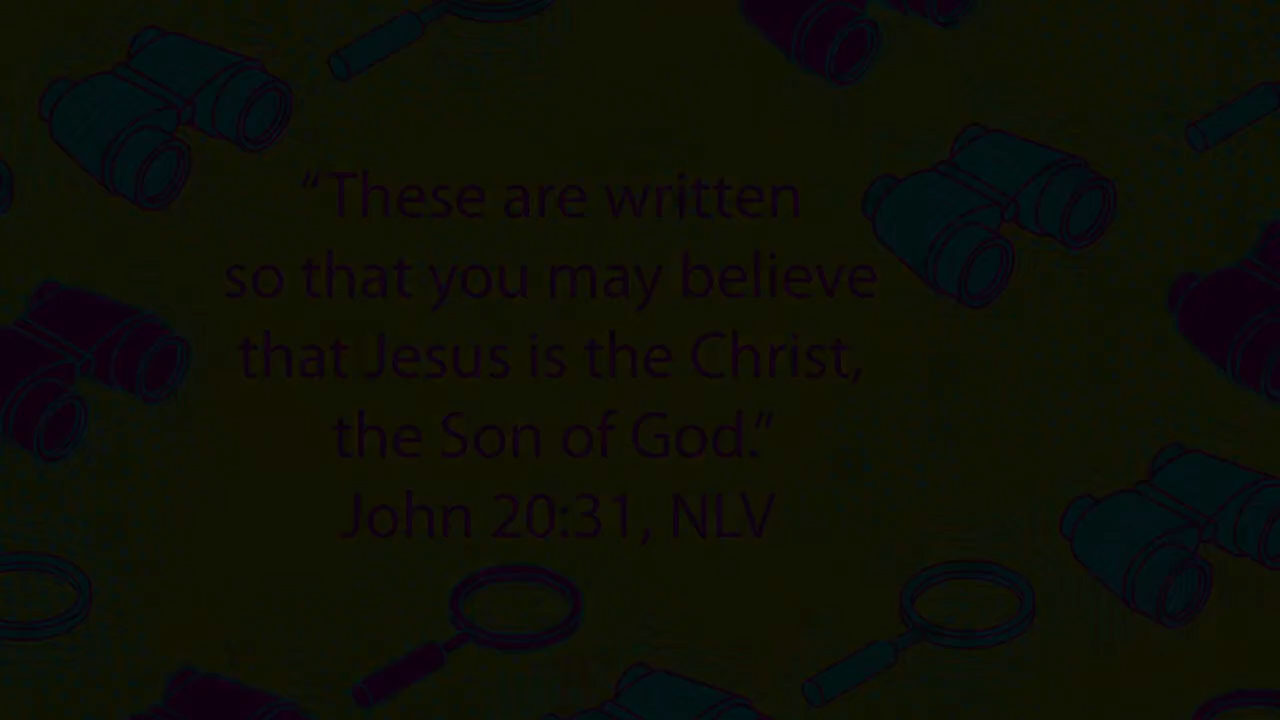 “These are written
so that you may believe
that Jesus is the Christ,
the Son of God.”
John 20:31, NLV